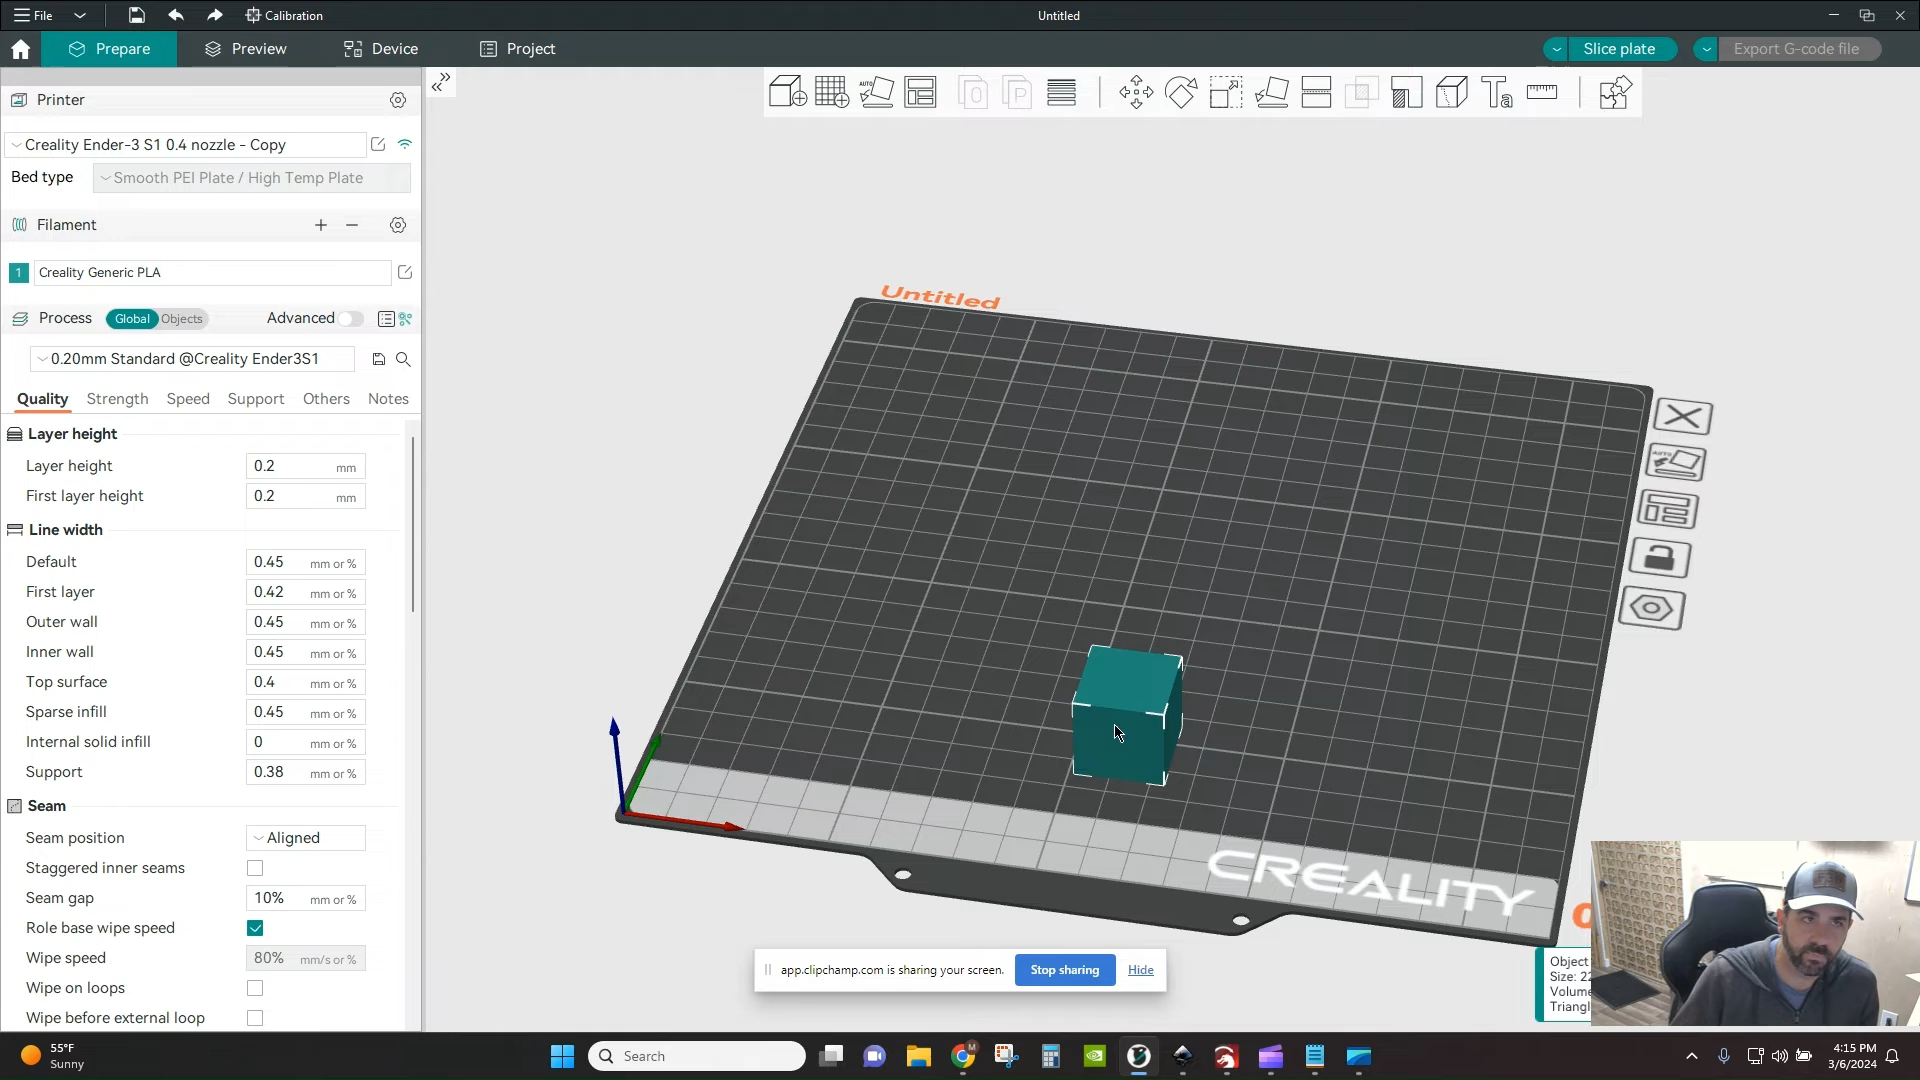 File
Calibration
Untitled
Prepare
Preview
Device
Project
Slice plate
Export G-code file
Printer
Creality Ender-3 S1 0.4 nozzle - Copy
Bed type
Smooth PEI Plate / High Temp Plate
Filament
1
Creality Generic PLA
Process
Global
Objects
Advanced
0.20mm Standard @Creality Ender3S1
Quality
Strength
Speed
Support
Others
Notes
Layer height
Layer height 0.2 mm
First layer height 0.2 mm
Line width
Default 0.45 mm or %
First layer 0.42 mm or %
Outer wall 0.45 mm or %
Inner wall 0.45 mm or %
Top surface 0.4 mm or %
Sparse infill 0.45 mm or %
Internal solid infill 0 mm or %
Support 0.38 mm or %
Seam
Seam position Aligned
Staggered inner seams
Seam gap 10% mm or %
Role base wipe speed
Wipe speed 80% mm/s or %
Wipe on loops
Wipe before external loop
AUTO
Untitled
AUTO
CREALITY
app.clipchamp.com is sharing your screen.
Stop sharing
Hide
Object
Size: 22
Volume
Triangl
55°F
Sunny
Search
4:15 PM
3/6/2024